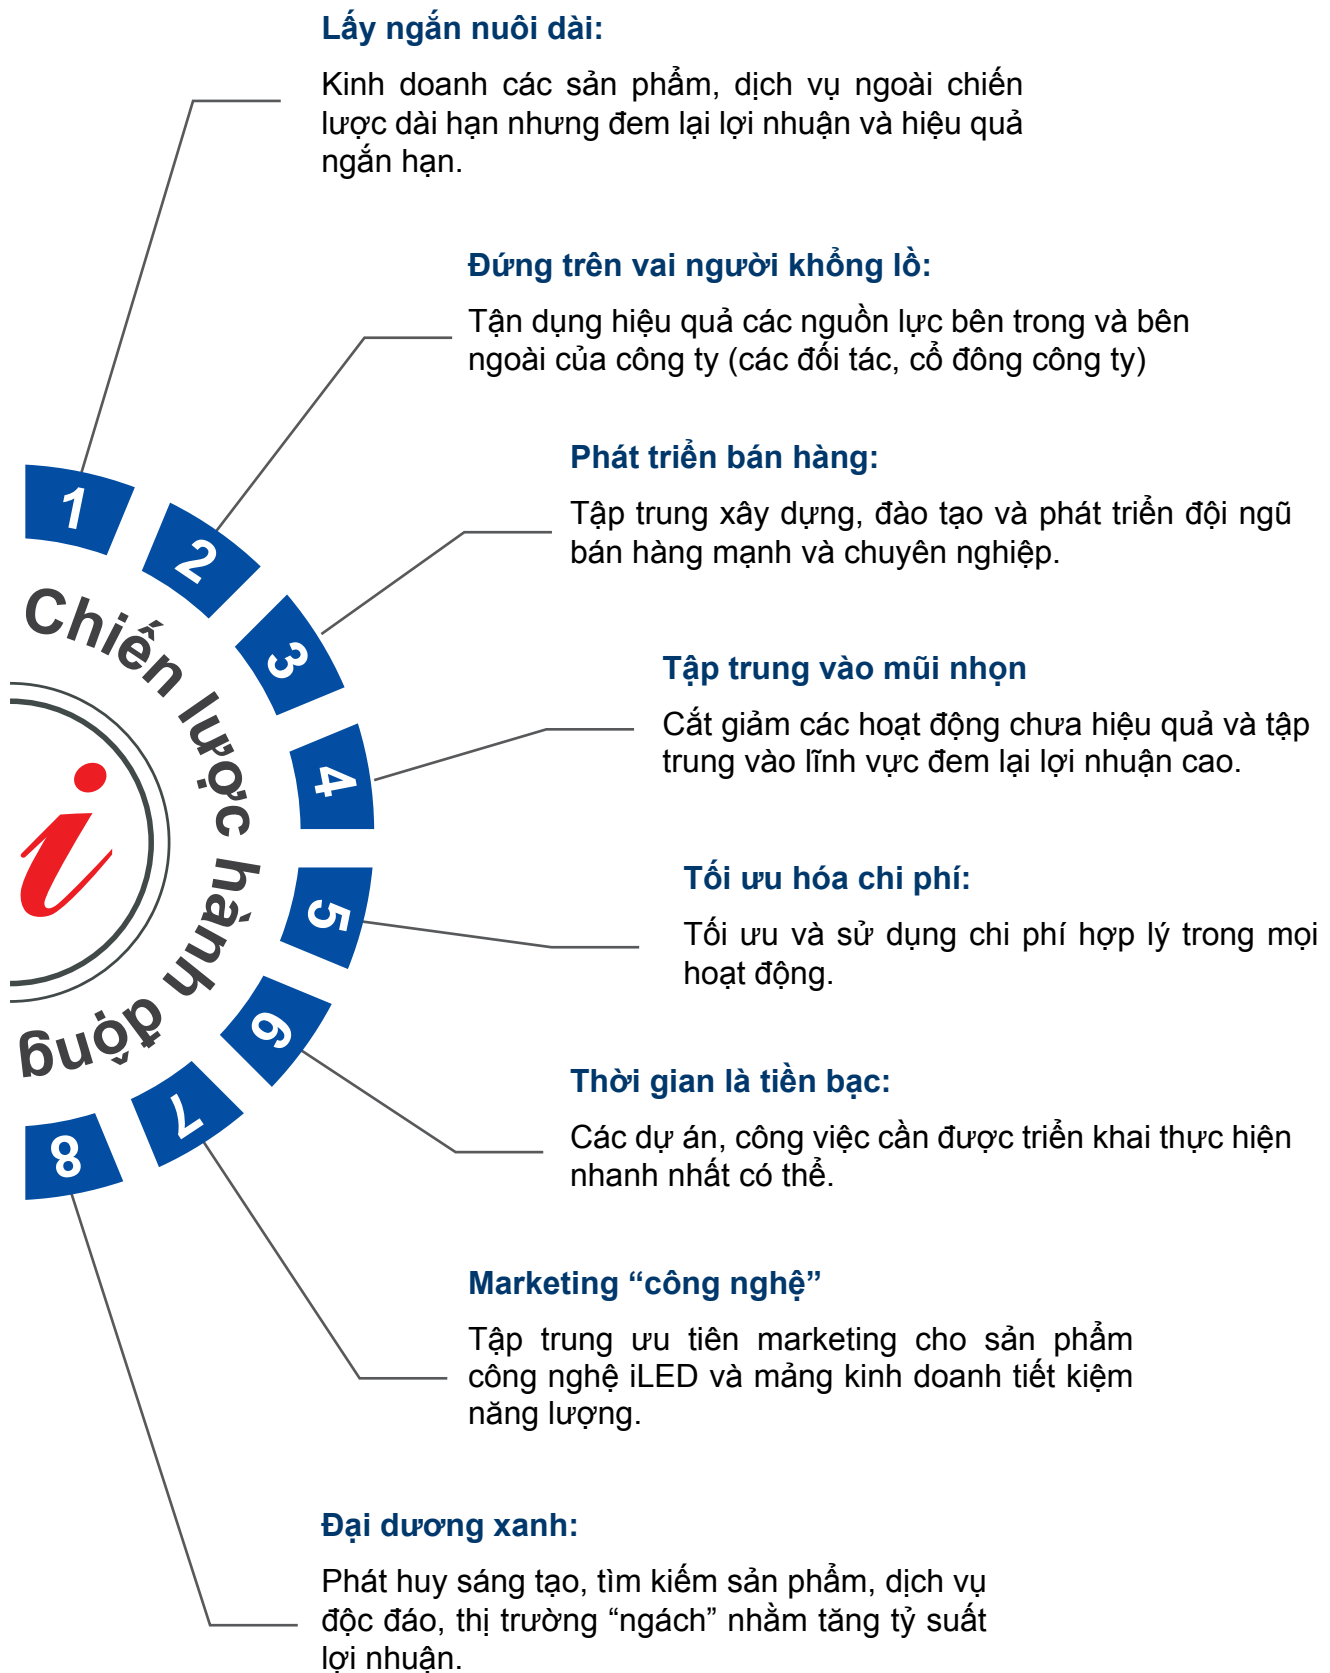 Lấy ngắn nuôi dài:
Kinh doanh các sản phẩm, dịch vụ ngoài chiến
lược dài hạn nhưng đem lại lợi nhuận và hiệu quả
ngắn hạn.
Đứng trên vai người khổng lồ:
Tận dụng hiệu quả các nguồn lực bên trong và bên
ngoài của công ty (các đối tác, cổ đông công ty)
Phát triển bán hàng:
Tập trung xây dựng, đào tạo và phát triển đội ngũ
bán hàng mạnh và chuyên nghiệp.
Tập trung vào mũi nhọn
Cắt giảm các hoạt động chưa hiệu quả và tập
trung vào lĩnh vực đem lại lợi nhuận cao.
Tối ưu hóa chi phí:
Tối ưu và sử dụng chi phí hợp lý trong mọi
hoạt động.
Thời gian là tiền bạc:
Các dự án, công việc cần được triển khai thực hiện
nhanh nhất có thể.
Marketing “công nghệ”
Tập trung ưu tiên marketing cho sản phẩm
công nghệ iLED và mảng kinh doanh tiết kiệm
năng lượng.
Đại dương xanh:
Phát huy sáng tạo, tìm kiếm sản phẩm, dịch vụ
độc đáo, thị trường “ngách” nhằm tăng tỷ suất
lợi nhuận.
1
2
3
4
5
6
7
8
Chiến lược hành động
i